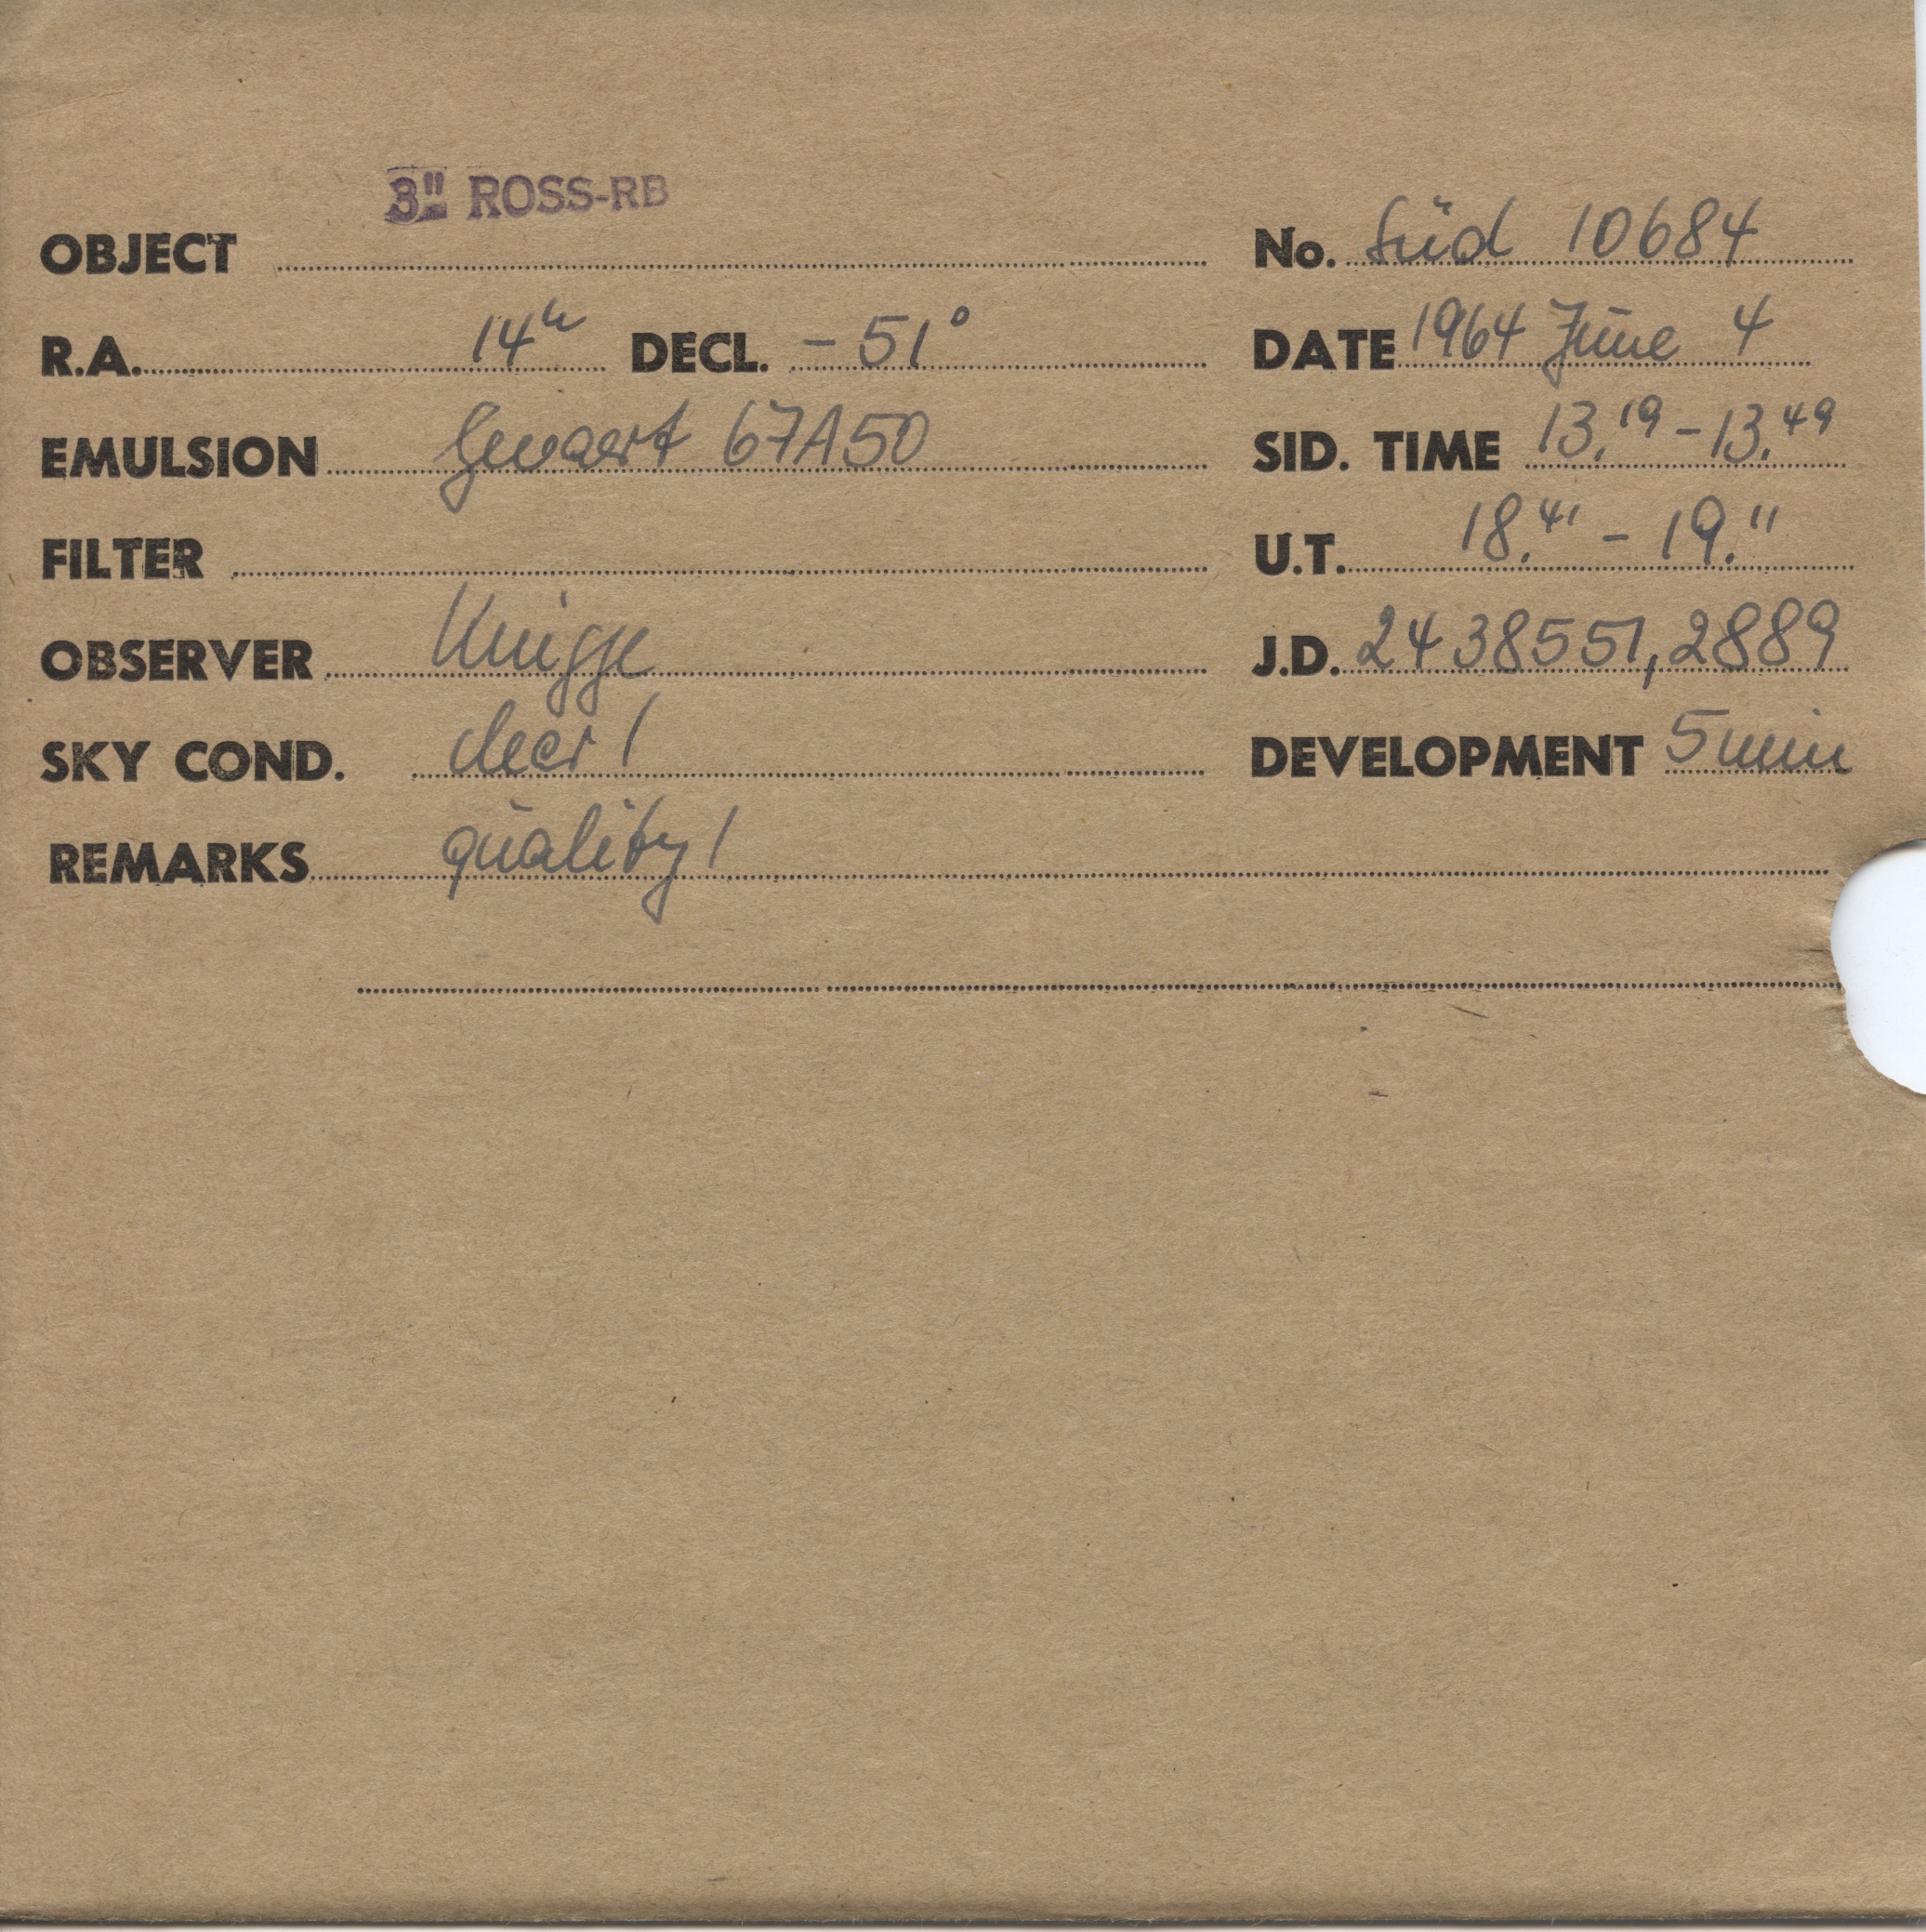 3" ROSS-RB
OBJECT No. Süd 10684
R.A. 14h DECL. -51° DATE 1964 June 4
EMULSION Gevaert 67A50 SID. TIME 13.19 - 13.49
FILTER U.T. 18.41 - 19.11
OBSERVER Knigge J.D. 2438551,2889
SKY COND. clear! DEVELOPMENT 5 min
REMARKS quality!